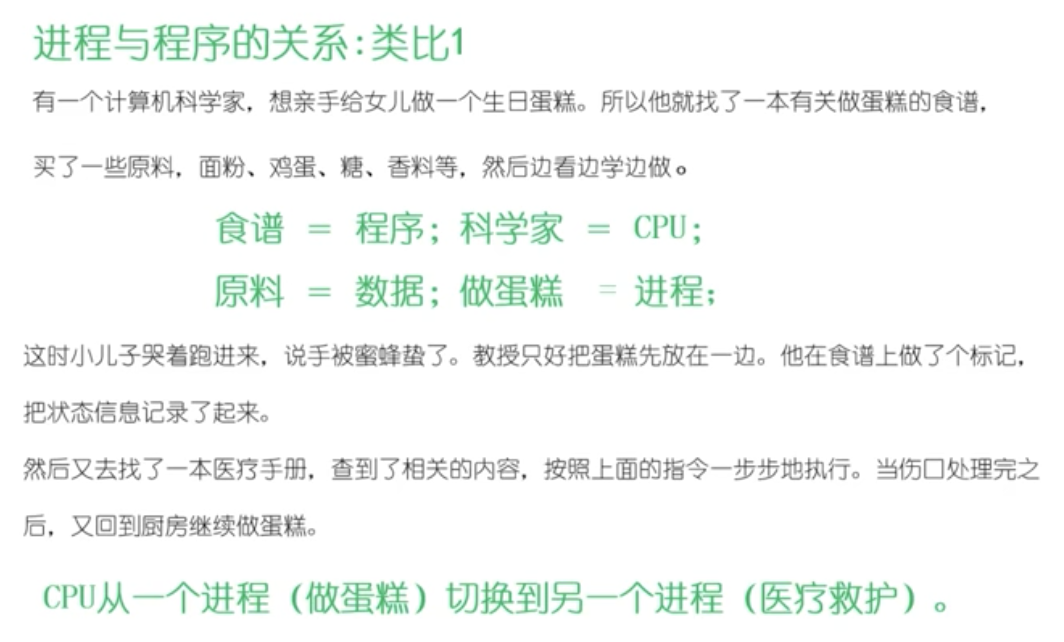 进程与程序的关系:类比1
有一个计算机科学家，想亲手给女儿做一个生日蛋糕。所以他就找了一本有关做蛋糕的食谱，
买了一些原料，面粉、鸡蛋、糖、香料等，然后边看边学边做。
食谱 = 程序; 科学家 = CPU;
原料 = 数据; 做蛋糕 = 进程;
这时小儿子哭着跑进来，说手被蜜蜂蛰了。教授只好把蛋糕先放在一边。他在食谱上做了个标记，
把状态信息记录了起来。
然后又去找了一本医疗手册，查到了相关的内容，按照上面的指令一步步地执行。当伤口处理完之
后，又回到厨房继续做蛋糕。
CPU从一个进程（做蛋糕）切换到另一个进程（医疗救护）。